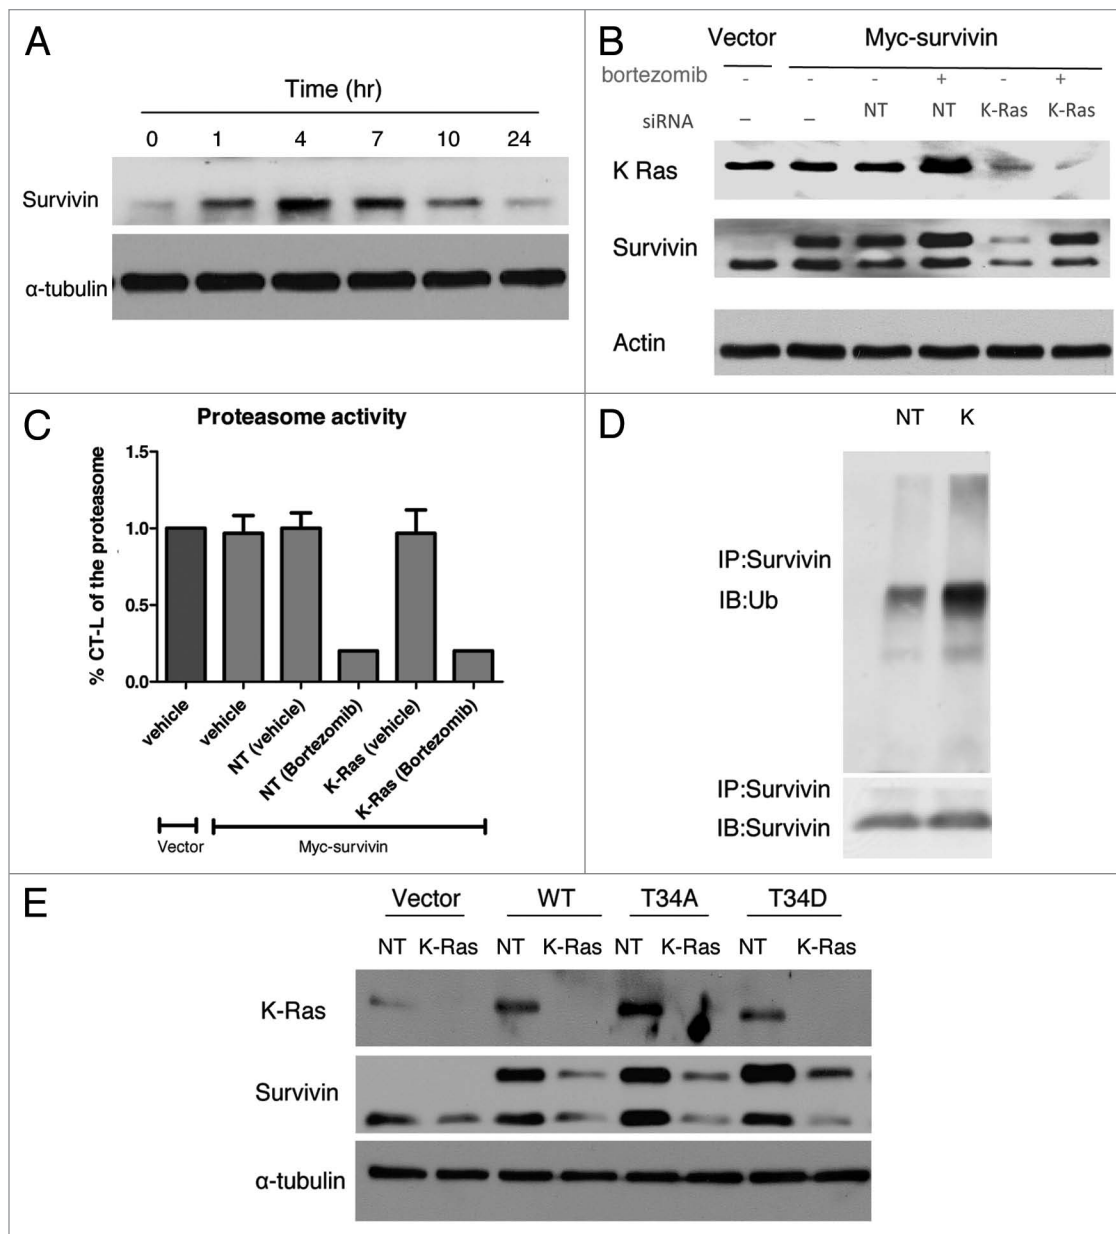 A
Time (hr)
0 1 4 7 10 24
Survivin
α-tubulin
B
Vector Myc-survivin
bortezomib - - - + - +
siRNA – – NT NT K-Ras K-Ras
K Ras
Survivin
Actin
C
Proteasome activity
% CT-L of the proteasome
1.5
1.0
0.5
0.0
vehicle
vehicle
NT (vehicle)
NT (Bortezomib)
K-Ras (vehicle)
K-Ras (Bortezomib)
Vector Myc-survivin
D
NT K
IP:Survivin
IB:Ub
IP:Survivin
IB:Survivin
E
Vector WT T34A T34D
NT K-Ras NT K-Ras NT K-Ras NT K-Ras
K-Ras
Survivin
α-tubulin